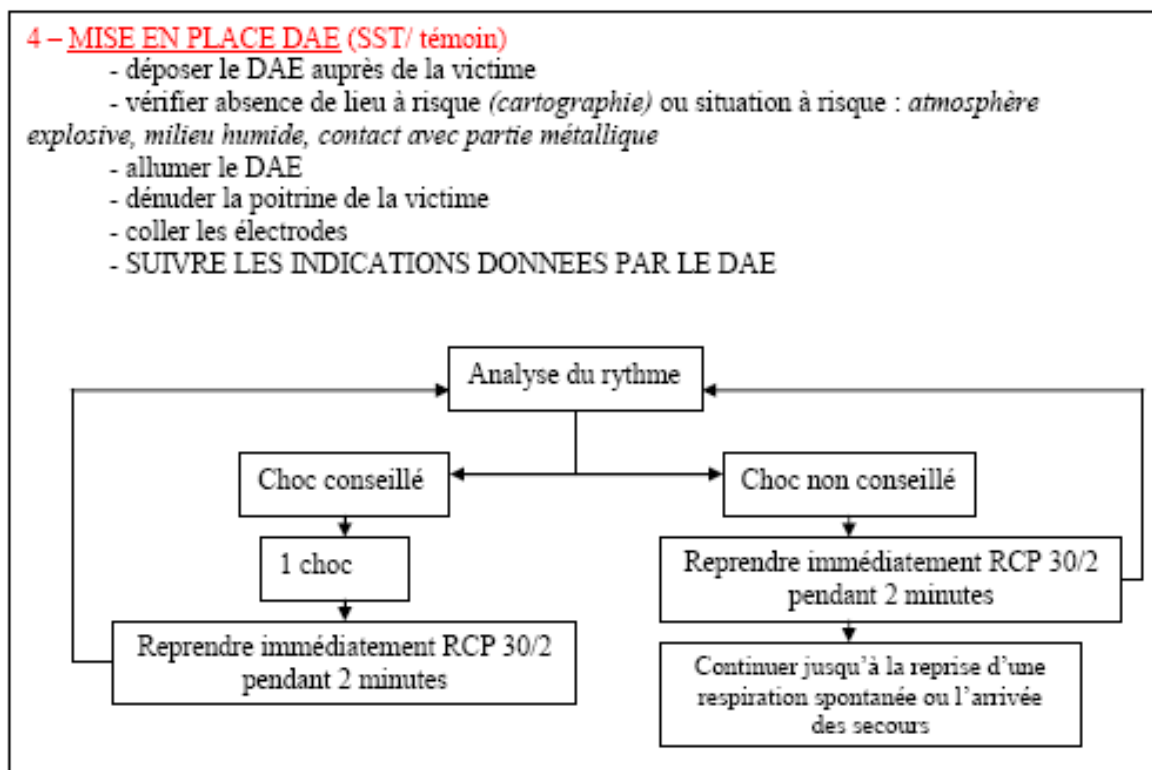 4 – MISE EN PLACE DAE (SST/ témoin)
- déposer le DAE auprès de la victime
- vérifier absence de lieu à risque (cartographie) ou situation à risque : atmosphère
explosive, milieu humide, contact avec partie métallique
- allumer le DAE
- dénuder la poitrine de la victime
- coller les électrodes
- SUIVRE LES INDICATIONS DONNEES PAR LE DAE
Analyse du rythme
Choc conseillé
Choc non conseillé
1 choc
Reprendre immédiatement RCP 30/2
pendant 2 minutes
Reprendre immédiatement RCP 30/2
pendant 2 minutes
Continuer jusqu’à la reprise d’une
respiration spontanée ou l’arrivée
des secours